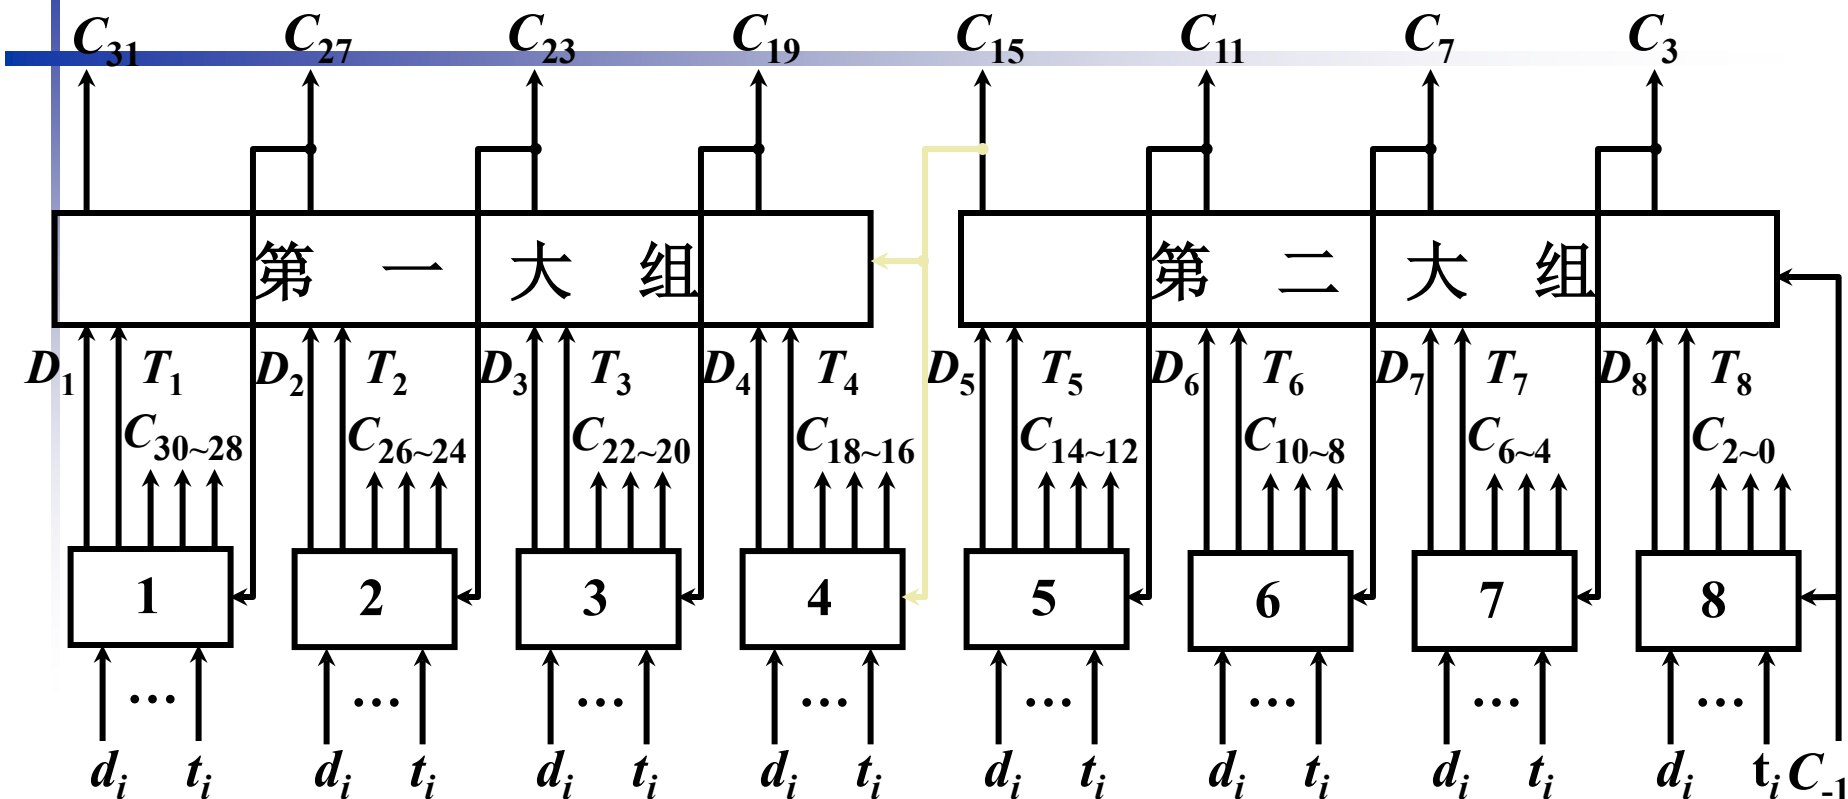 C31 C27 C23 C19 C15 C11 C7 C3
第 一 大 组 第 二 大 组
D1 T1 D2 T2 D3 T3 D4 T4 D5 T5 D6 T6 D7 T7 D8 T8
C30~28 C26~24 C22~20 C18~16 C14~12 C10~8 C6~4 C2~0
1 2 3 4 5 6 7 8
... ... ... ... ... ... ... ...
di ti di ti di ti di ti di ti di ti di ti di ti C-1